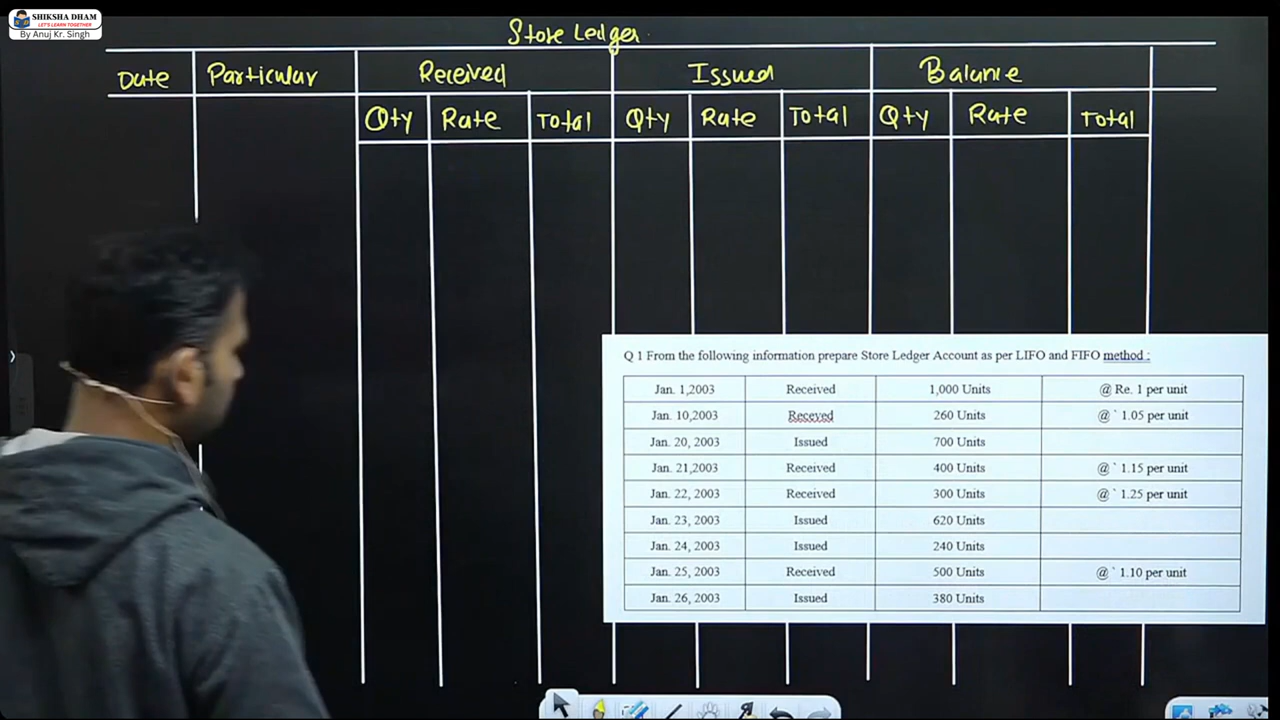 SHIKSHA DHAM
LET'S LEARN TOGETHER
By Anuj Kr. Singh
Store Ledger
Date Particular Received Issued Balance
Qty Rate Total Qty Rate Total Qty Rate Total
Q 1 From the following information prepare Store Ledger Account as per LIFO and FIFO method :
Jan. 1,2003 Received 1,000 Units @ Re. 1 per unit
Jan. 10,2003 Receved 260 Units @ ` 1.05 per unit
Jan. 20, 2003 Issued 700 Units
Jan. 21,2003 Received 400 Units @ ` 1.15 per unit
Jan. 22, 2003 Received 300 Units @ ` 1.25 per unit
Jan. 23, 2003 Issued 620 Units
Jan. 24, 2003 Issued 240 Units
Jan. 25, 2003 Received 500 Units @ ` 1.10 per unit
Jan. 26, 2003 Issued 380 Units